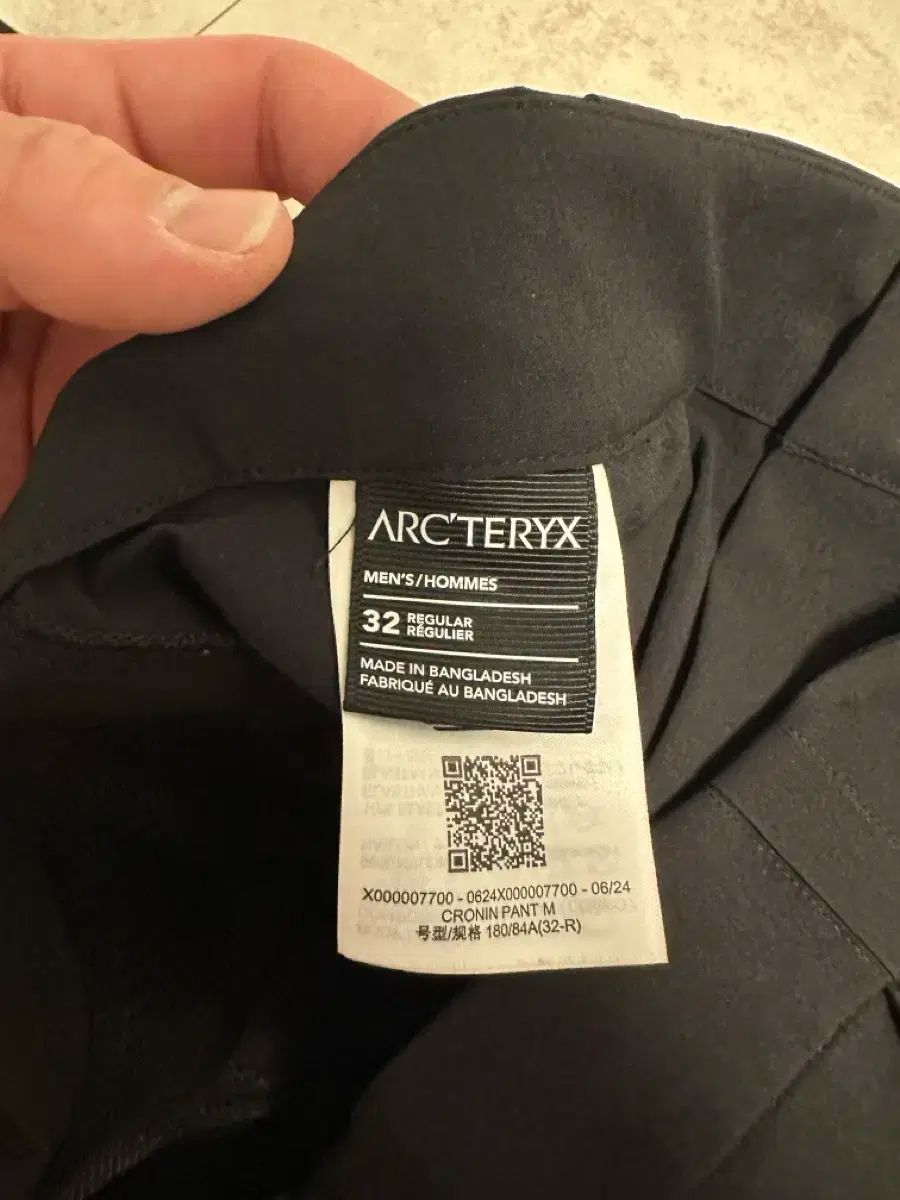 ARC'TERYX
MEN'S/HOMMES
32 REGULAR
RÉGULIER
MADE IN BANGLADESH
FABRIQUÉ AU BANGLADESH
X000007700 - 0624X000007700 - 06/24
CRONIN PANT M
号型/规格 180/84A(32-R)